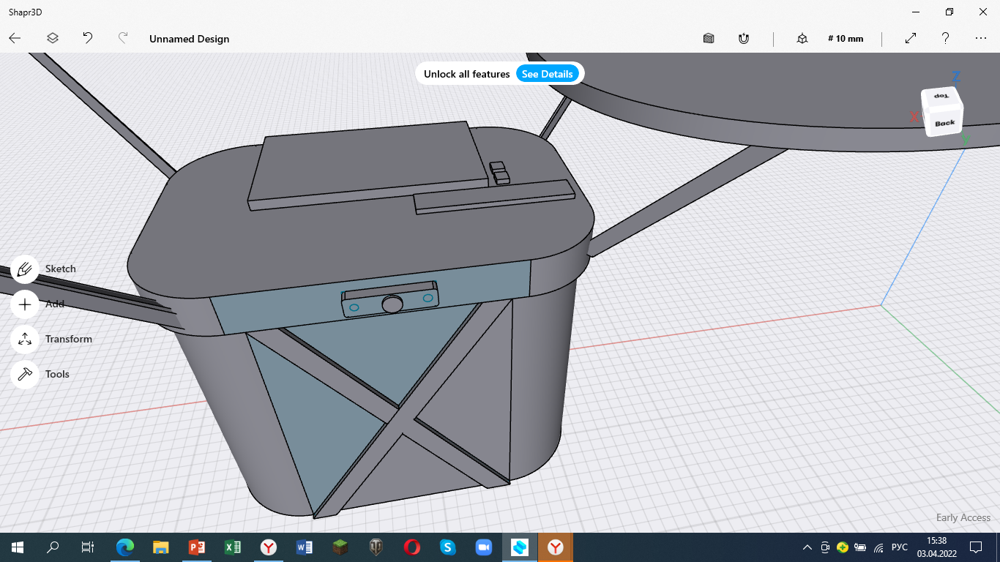 Shapr3D
Unnamed Design
# 10 mm
Unlock all features
See Details
Z
Top
X
Back
Y
Sketch
Add
Transform
Tools
Early Access
РУС
15:38
03.04.2022